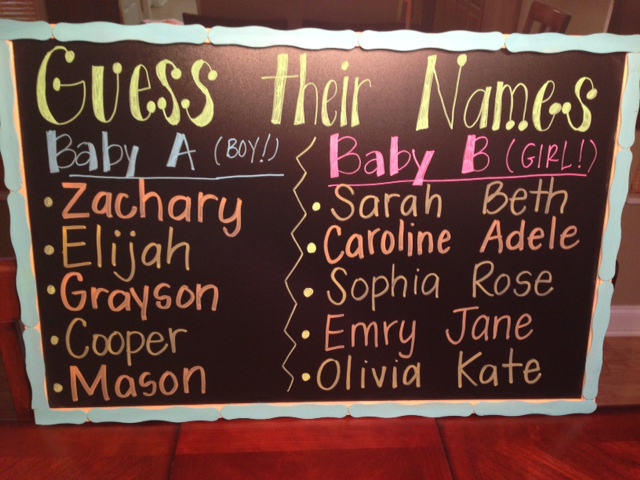 Guess their Names
Baby A (BOY!)
• Zachary
• Elijah
• Grayson
• Cooper
• Mason
Baby B (GIRL!)
• Sarah Beth
• Caroline Adele
• Sophia Rose
• Emry Jane
• Olivia Kate